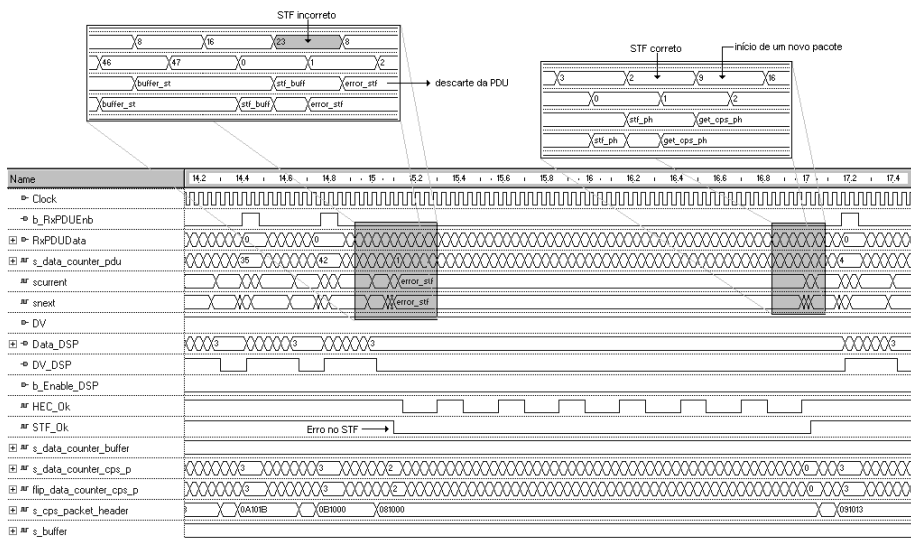 STF incorreto
8 16 23 8
46 47 0 1 2
buffer_st stf_buff error_stf
descarte da PDU
buffer_st stf_buff error_stf
STF correto
início de um novo pacote
3 2 9 16
0 1 2
stf_ph get_cps_ph
stf_ph get_cps_ph
Name 14,2 14,4 14,6 14,8 15 15,2 15,4 15,6 15,8 16 16,2 16,4 16,6 16,8 17 17,2 17,4
Clock
b_RxPDUEnb
RxPDUData 0 0 0
s_data_counter_pdu 35 42 1 4
scurrent error_stf
snext error_stf
DV
Data_DSP 3 3 3 3
DV_DSP
b_Enable_DSP
HEC_Ok
STF_Ok Erro no STF
s_data_counter_buffer
s_data_counter_cps_p 3 3 2 0 3
flip_data_counter_cps_p 3 3 2 0 3
s_cps_packet_header 0A101B 0B1000 081000 091013
s_buffer